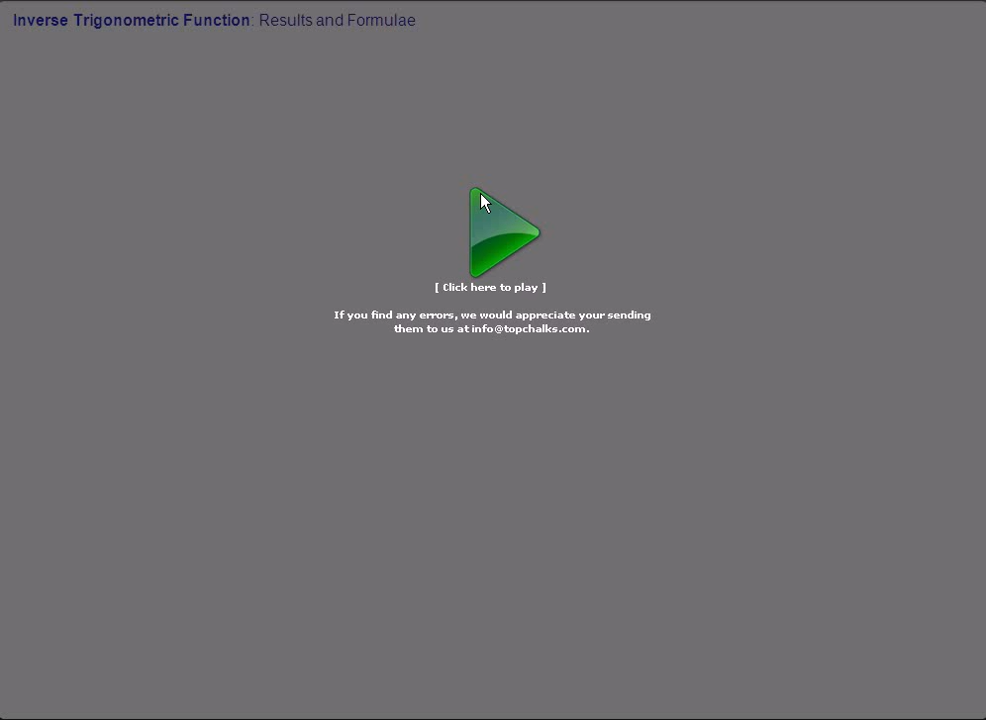 Inverse Trigonometric Function: Results and Formulae
[ Click here to play ]
If you find any errors, we would appreciate your sending
them to us at info@topchalks.com.